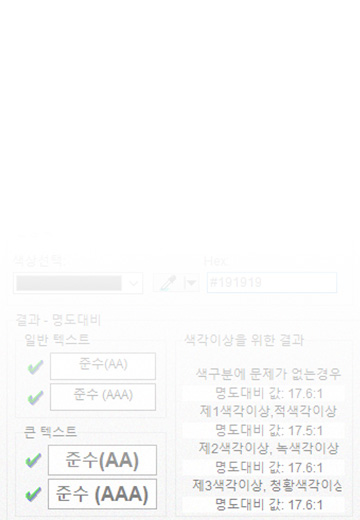 색상선택 Hex:
#191919
결과 - 명도대비
일반 텍스트
준수(AA)
준수 (AAA)
큰 텍스트
준수(AA)
준수 (AAA)
색각이상을 위한 결과
색구분에 문제가 없는경우
명도대비 값: 17.6:1
제1색각이상,적색각이상
명도대비 값: 17.5:1
제2색각이상, 녹색각이상
명도대비 값: 17.6:1
제3색각이상, 청황색각이상
명도대비 값: 17.6:1